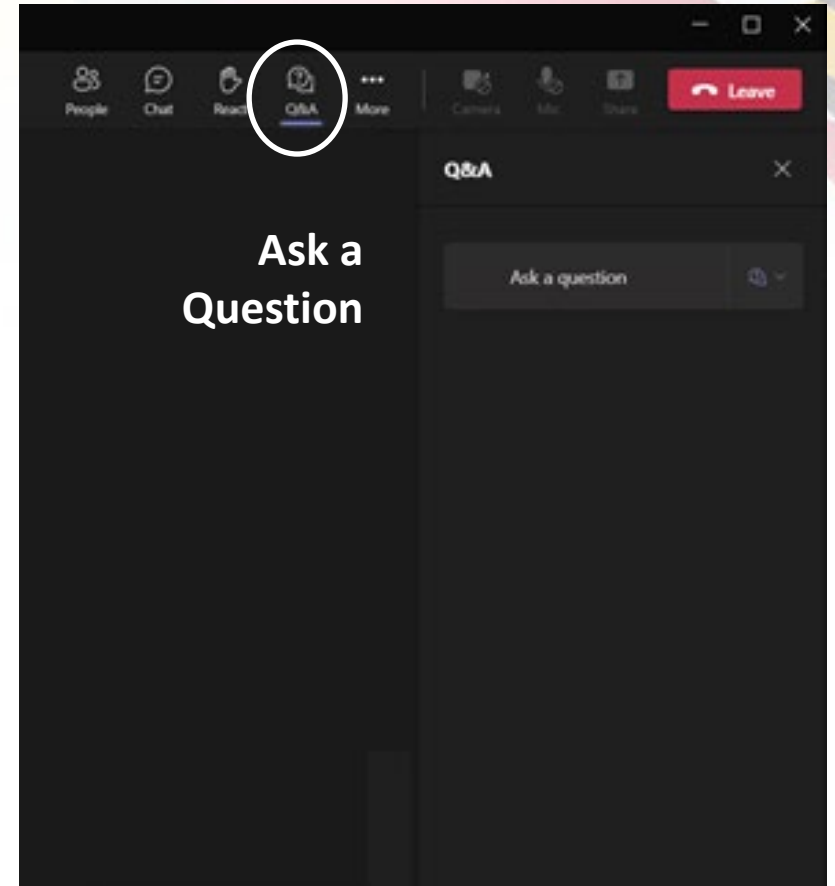 People Chat React Q&A More Camera Mic Share Leave
Q&A
Ask a
Question
Ask a question